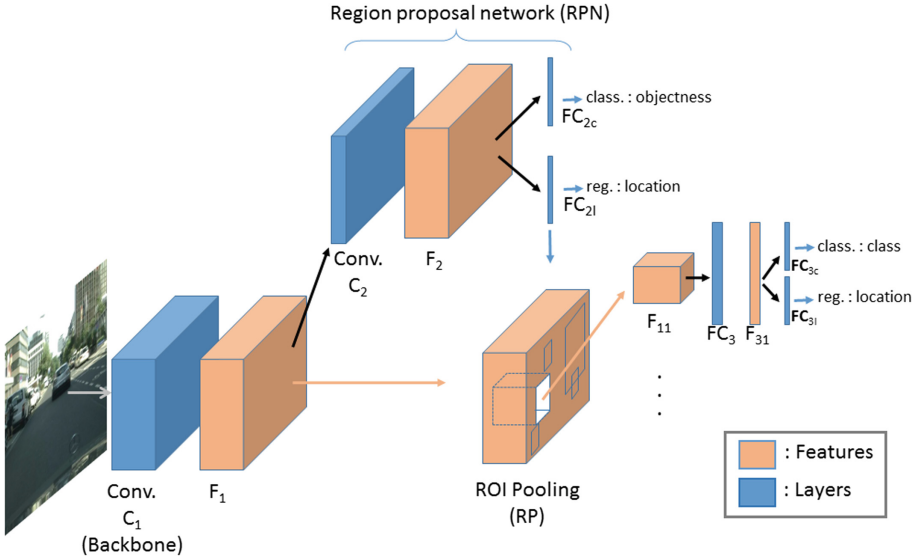 Region proposal network (RPN)
class. : objectness
FC2c
reg. : location
FC2l
Conv.
C2
F2
class. : class
FC3c
reg. : location
FC3l
F11
FC3
F31
Conv.
C1
(Backbone)
F1
ROI Pooling
(RP)
: Features
: Layers